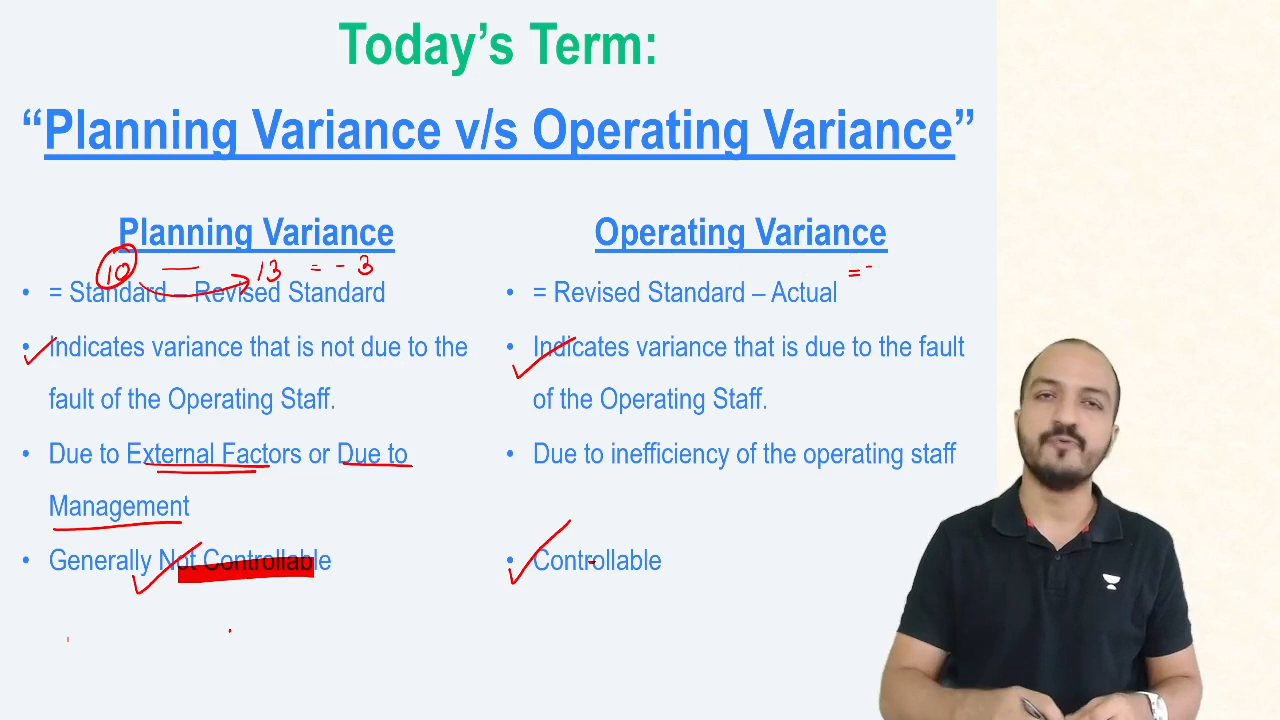 Today’s Term:
“Planning Variance v/s Operating Variance”
Planning Variance
10 — 13 = - 3
• = Standard – Revised Standard
• Indicates variance that is not due to the
fault of the Operating Staff.
• Due to External Factors or Due to
Management
• Generally Not Controllable
Operating Variance
= -
• = Revised Standard – Actual
• Indicates variance that is due to the fault
of the Operating Staff.
• Due to inefficiency of the operating staff
• Controllable